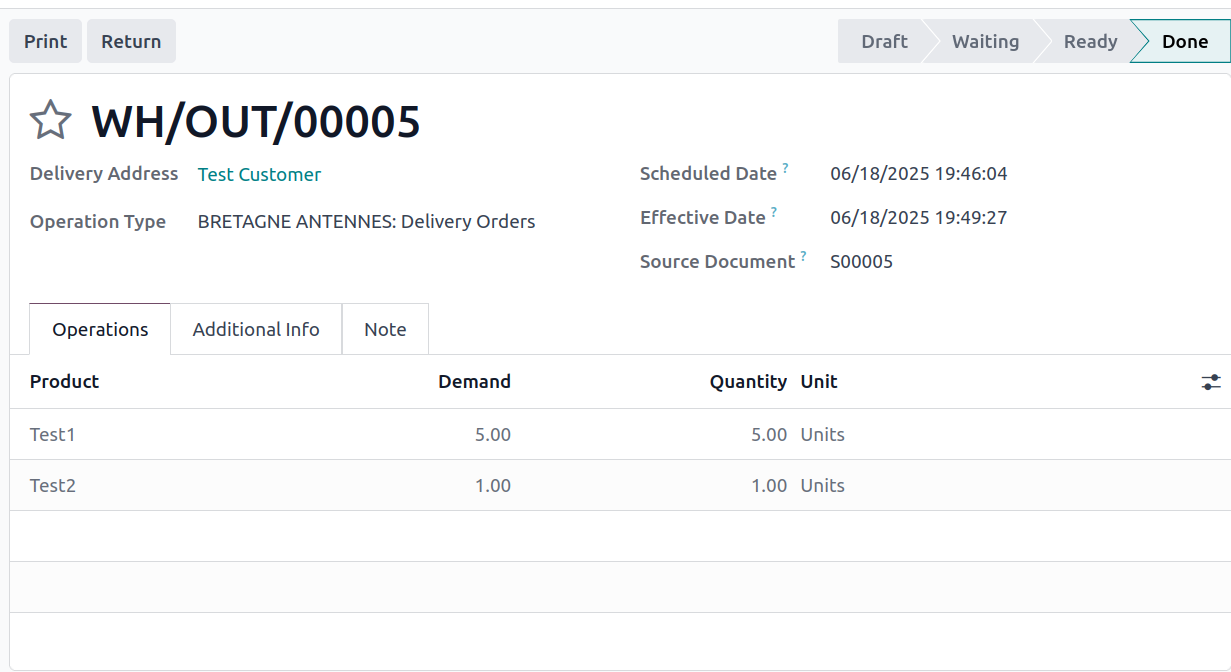 Print Return Draft Waiting Ready Done
WH/OUT/00005
Delivery Address Test Customer Scheduled Date ? 06/18/2025 19:46:04
Operation Type BRETAGNE ANTENNES: Delivery Orders Effective Date ? 06/18/2025 19:49:27
Source Document ? S00005
Operations Additional Info Note
Product Demand Quantity Unit
Test1 5.00 5.00 Units
Test2 1.00 1.00 Units